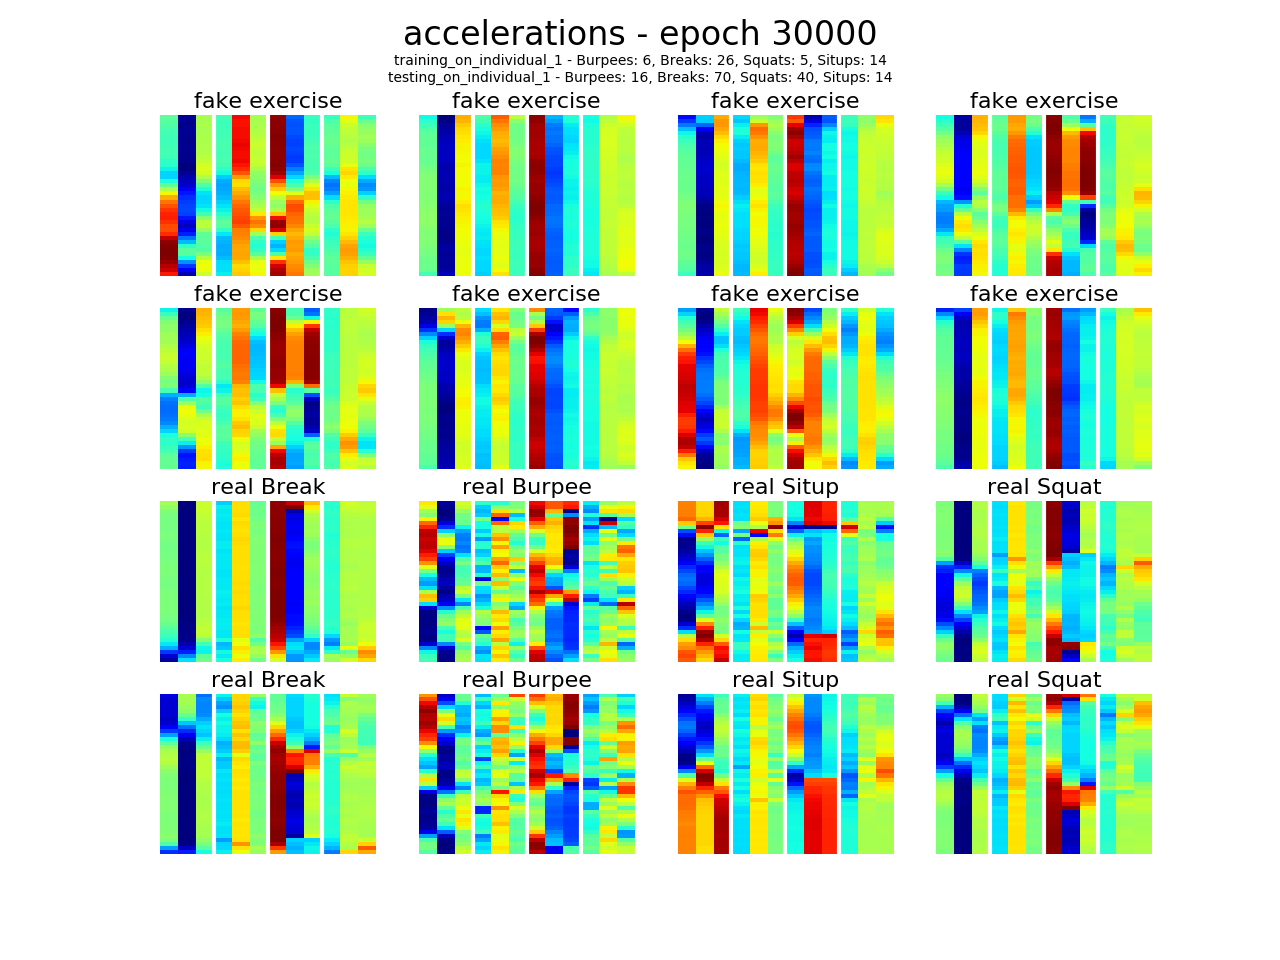 accelerations - epoch 30000
training_on_individual_1 - Burpees: 6, Breaks: 26, Squats: 5, Situps: 14
testing_on_individual_1 - Burpees: 16, Breaks: 70, Squats: 40, Situps: 14
fake exercise fake exercise fake exercise fake exercise
fake exercise fake exercise fake exercise fake exercise
real Break real Burpee real Situp real Squat
real Break real Burpee real Situp real Squat